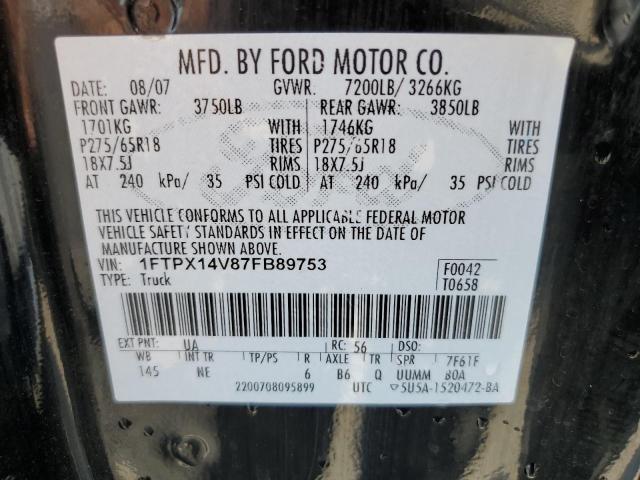 MFD. BY FORD MOTOR CO.
DATE: 08/07 GVWR: 7200LB/ 3266KG
FRONT GAWR: 3750LB REAR GAWR: 3850LB
1701KG WITH 1746KG WITH
P275/65R18 TIRES P275/65R18 TIRES
18X7.5J RIMS 18X7.5J RIMS
AT 240 kPa/ 35 PSI COLD AT 240 kPa/ 35 PSI COLD
THIS VEHICLE CONFORMS TO ALL APPLICABLE FEDERAL MOTOR
VEHICLE SAFETY STANDARDS IN EFFECT ON THE DATE OF
MANUFACTURE SHOWN ABOVE.
VIN: 1FTPX14V87FB89753 F0042
TYPE: Truck T0658
EXT PNT: UA RC: 56 DSO:
WB INT TR TP/PS R AXLE TR SPR 7F61F
145 NE 6 B6 Q UUMM 80A
2200708095899 UTC 5U5A-1520472-BA